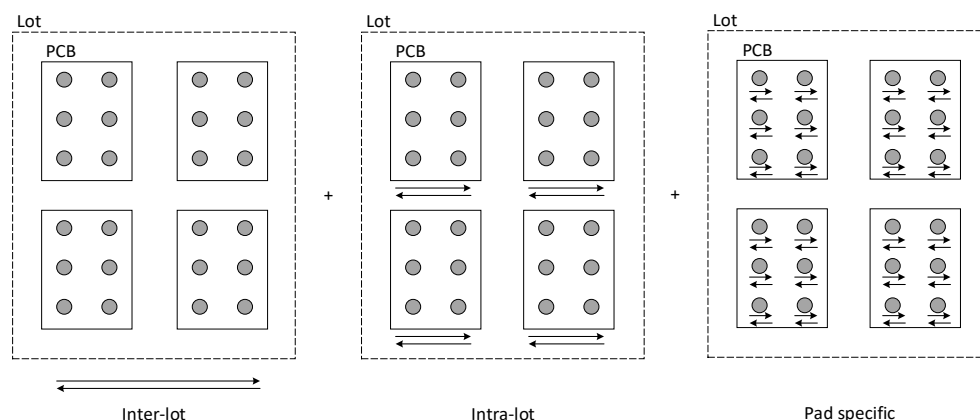 Lot
PCB
+
Lot
PCB
+
Lot
PCB
Inter-lot
Intra-lot
Pad specific